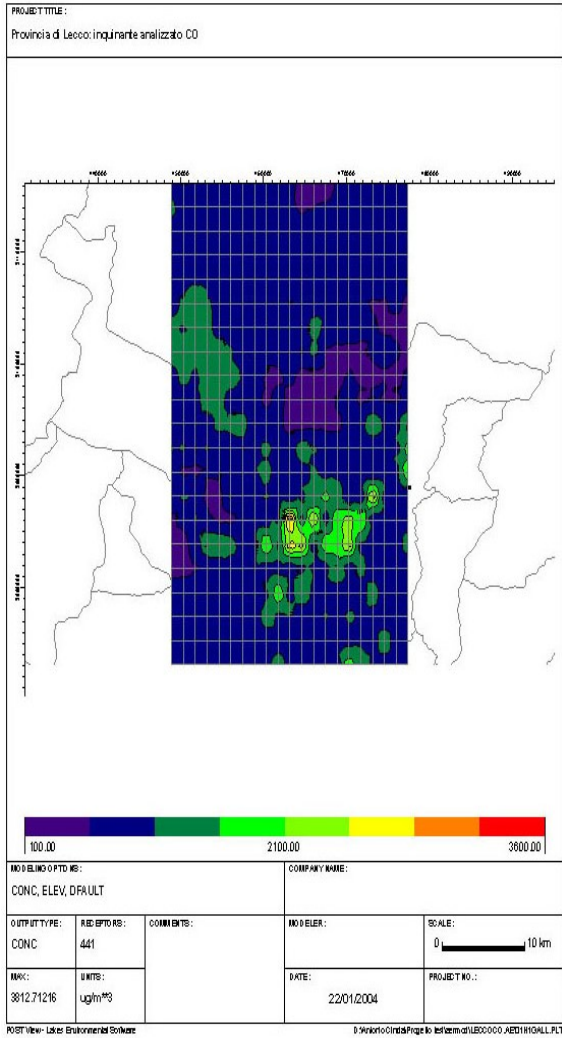 PROJECT TITLE:
Provincia di Lecco: inquinante analizzato CO
100.00 2100.00 3600.00
MODELING OPTIONS:
CONC, ELEV, DFAULT
COMPANY NAME:
OUTPUT TYPE:
CONC
RECEPTORS:
441
COMMENTS:
MODELER:
SCALE:
0 10 km
MAX:
3812.71216
UNITS:
ug/m**3
DATE:
22/01/2004
PROJECT NO.:
POST View - Lakes Environmental Software